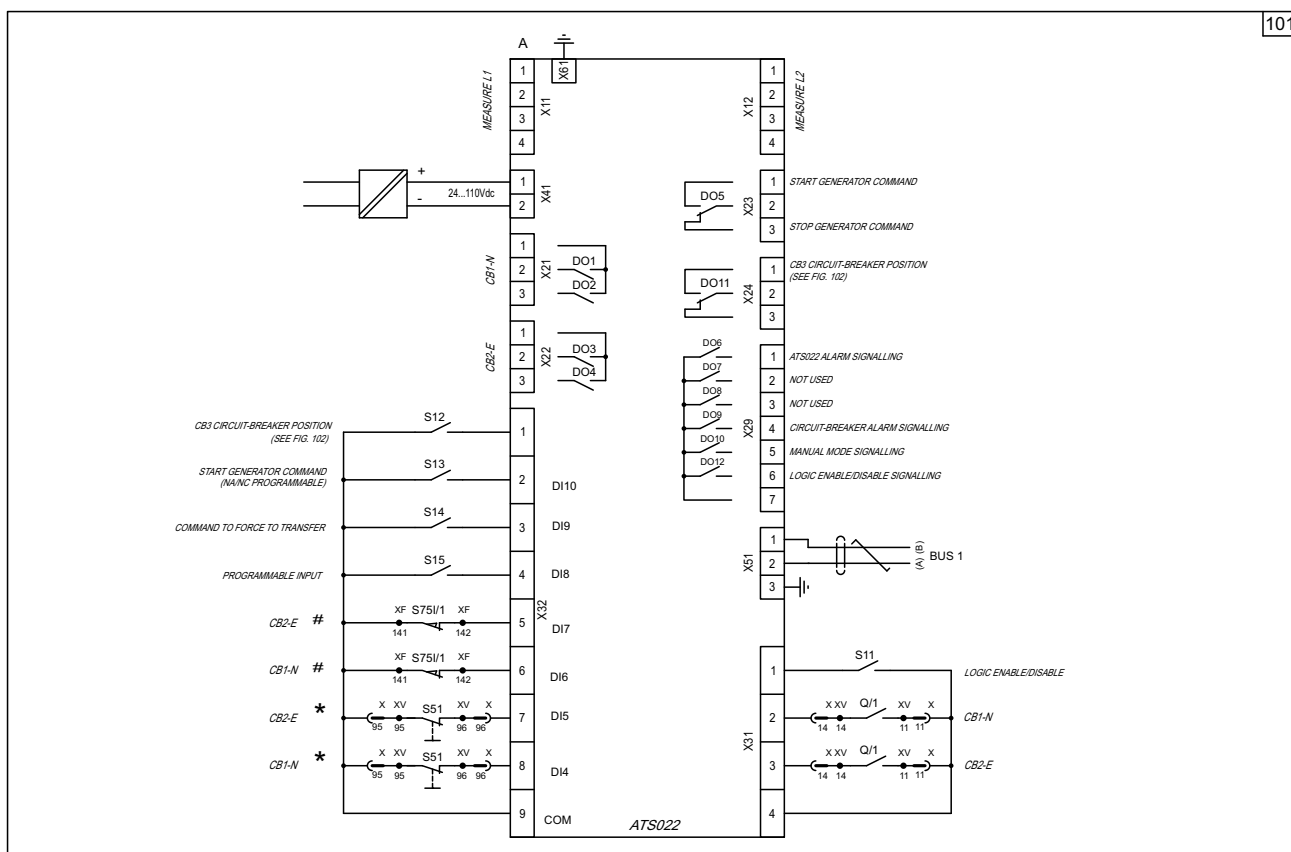 101
A
X61
MEASURE L1
1
2
3
4
X11
X12
1
2
3
4
MEASURE L2
+
24...110Vdc
-
1
2
X41
DO5
X23
1
2
3
START GENERATOR COMMAND
STOP GENERATOR COMMAND
CB1-N
1
2
3
X21
DO1
DO2
DO11
X24
1
2
3
CB3 CIRCUIT-BREAKER POSITION
(SEE FIG. 102)
CB2-E
1
2
3
X22
DO3
DO4
DO6
DO7
DO8
DO9
DO10
DO12
X29
1
2
3
4
5
6
7
ATS022 ALARM SIGNALLING
NOT USED
NOT USED
CIRCUIT-BREAKER ALARM SIGNALLING
MANUAL MODE SIGNALLING
LOGIC ENABLE/DISABLE SIGNALLING
CB3 CIRCUIT-BREAKER POSITION
(SEE FIG. 102)
S12
1
START GENERATOR COMMAND
(NA/NC PROGRAMMABLE)
S13
2
DI10
COMMAND TO FORCE TO TRANSFER
S14
3
DI9
PROGRAMMABLE INPUT
S15
4
DI8
X32
CB2-E #
XF S75I/1 XF
141 142
5
DI7
CB1-N #
XF S75I/1 XF
141 142
6
DI6
CB2-E *
X XV S51 XV X
95 95 96 96
7
DI5
CB1-N *
X XV S51 XV X
95 95 96 96
8
DI4
9
COM
ATS022
X51
1
2
3
(A) (B)
BUS 1
X31
1
S11
LOGIC ENABLE/DISABLE
2
X XV Q/1 XV X
14 14 11 11
CB1-N
3
X XV Q/1 XV X
14 14 11 11
CB2-E
4